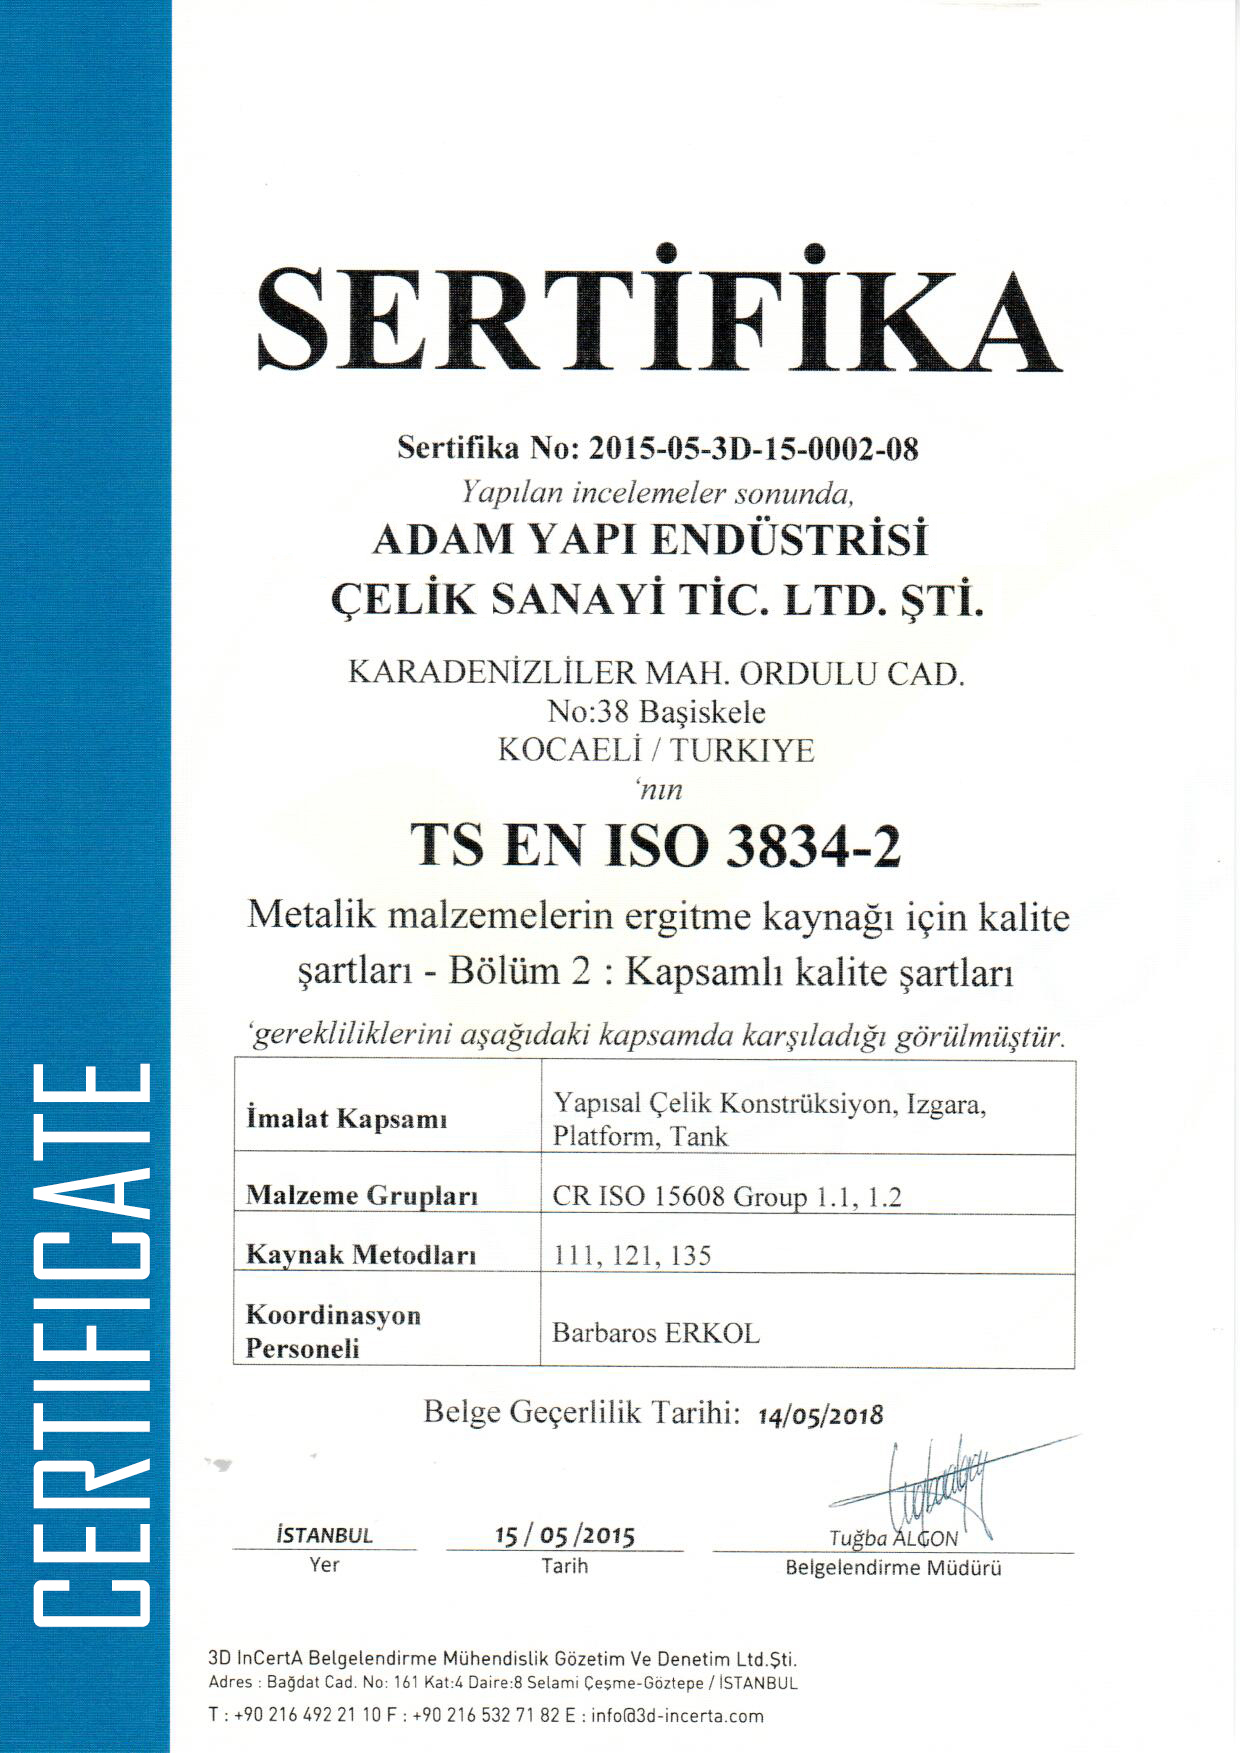 CERTIFICATE
SERTİFİKA
Sertifika No: 2015-05-3D-15-0002-08
Yapılan incelemeler sonunda,
ADAM YAPI ENDÜSTRİSİ
ÇELİK SANAYİ TİC. LTD. ŞTİ.
KARADENİZLİLER MAH. ORDULU CAD.
No:38 Başiskele
KOCAELİ / TURKIYE
‘nın
TS EN ISO 3834-2
Metalik malzemelerin ergitme kaynağı için kalite
şartları - Bölüm 2 : Kapsamlı kalite şartları
‘gerekliliklerini aşağıdaki kapsamda karşıladığı görülmüştür.
İmalat Kapsamı
Yapısal Çelik Konstrüksiyon, Izgara,
Platform, Tank
Malzeme Grupları
CR ISO 15608 Group 1.1, 1.2
Kaynak Metodları
111, 121, 135
Koordinasyon
Personeli
Barbaros ERKOL
Belge Geçerlilik Tarihi: 14/05/2018
İSTANBUL
Yer
15 / 05 /2015
Tarih
Tuğba ALGON
Belgelendirme Müdürü
3D InCertA Belgelendirme Mühendislik Gözetim Ve Denetim Ltd.Şti.
Adres : Bağdat Cad. No: 161 Kat:4 Daire:8 Selami Çeşme-Göztepe / İSTANBUL
T : +90 216 492 21 10 F : +90 216 532 71 82 E : info@3d-incerta.com